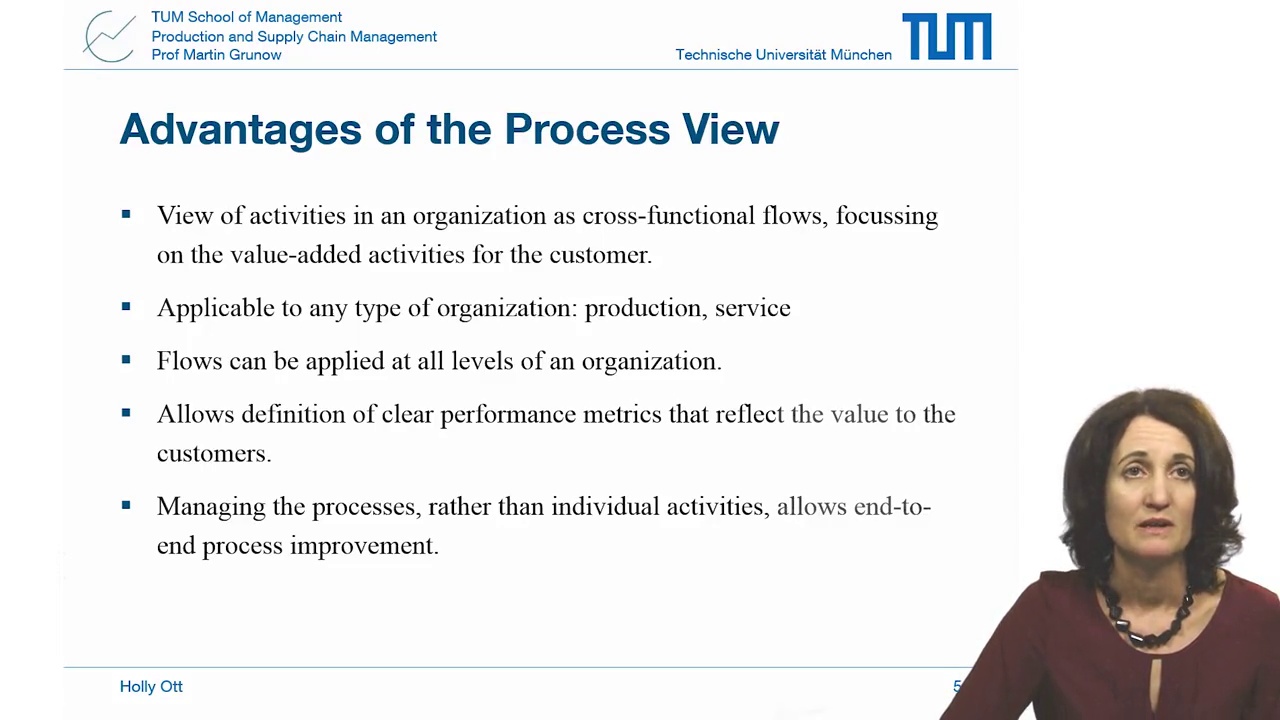 TUM School of Management
Production and Supply Chain Management
Prof Martin Grunow
Technische Universität München
TUM
Advantages of the Process View
View of activities in an organization as cross-functional flows, focussing
on the value-added activities for the customer.
Applicable to any type of organization: production, service
Flows can be applied at all levels of an organization.
Allows definition of clear performance metrics that reflect the value to the
customers.
Managing the processes, rather than individual activities, allows end-to-
end process improvement.
Holly Ott
5